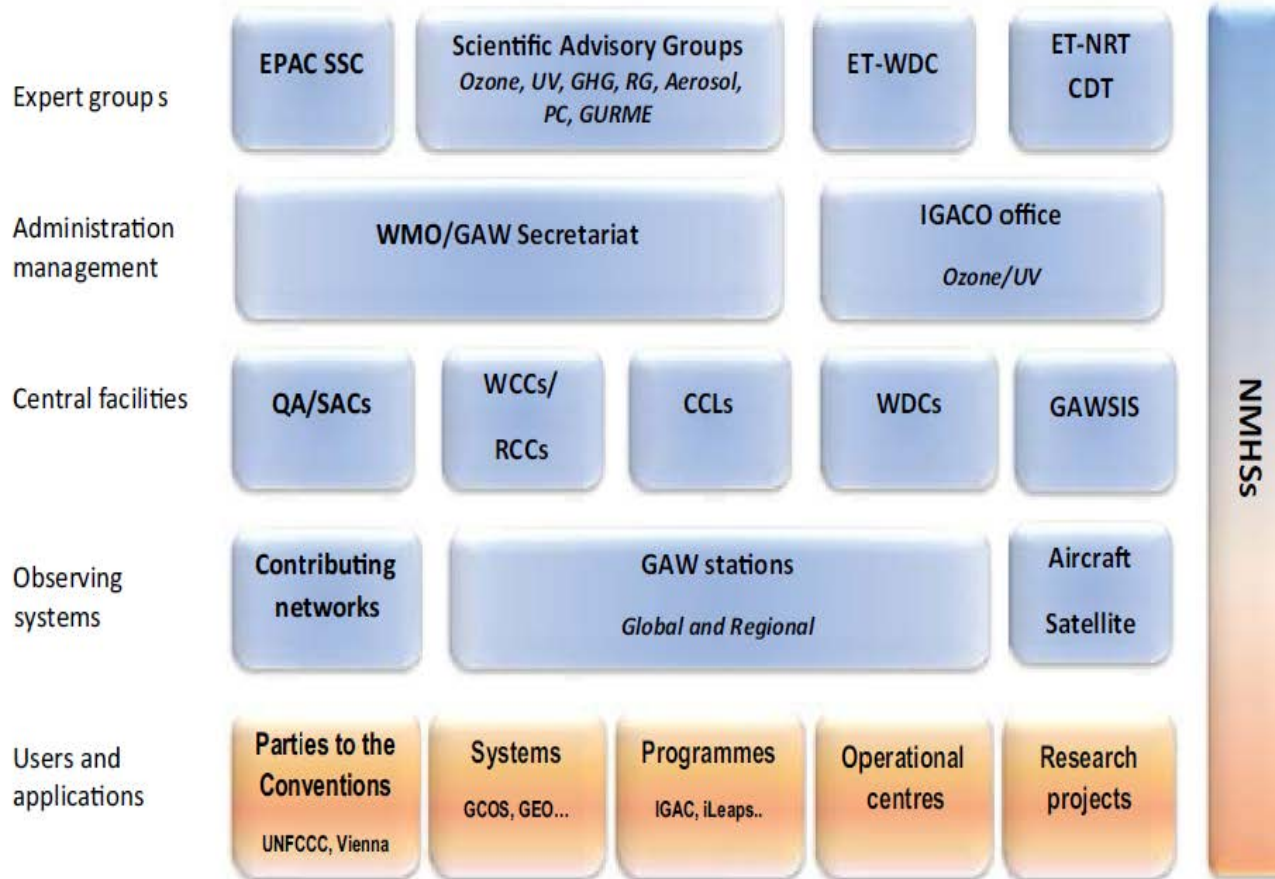 Expert group s
EPAC SSC
Scientific Advisory Groups
Ozone, UV, GHG, RG, Aerosol,
PC, GURME
ET-WDC
ET-NRT
CDT
Administration
management
WMO/GAW Secretariat
IGACO office
Ozone/UV
Central facilities
QA/SACs
WCCs/
RCCs
CCLs
WDCs
GAWSIS
Observing
systems
Contributing
networks
GAW stations
Global and Regional
Aircraft
Satellite
Users and
applications
Parties to the
Conventions
UNFCCC, Vienna
Systems
GCOS, GEO...
Programmes
IGAC, iLeaps..
Operational
centres
Research
projects
NMHSs